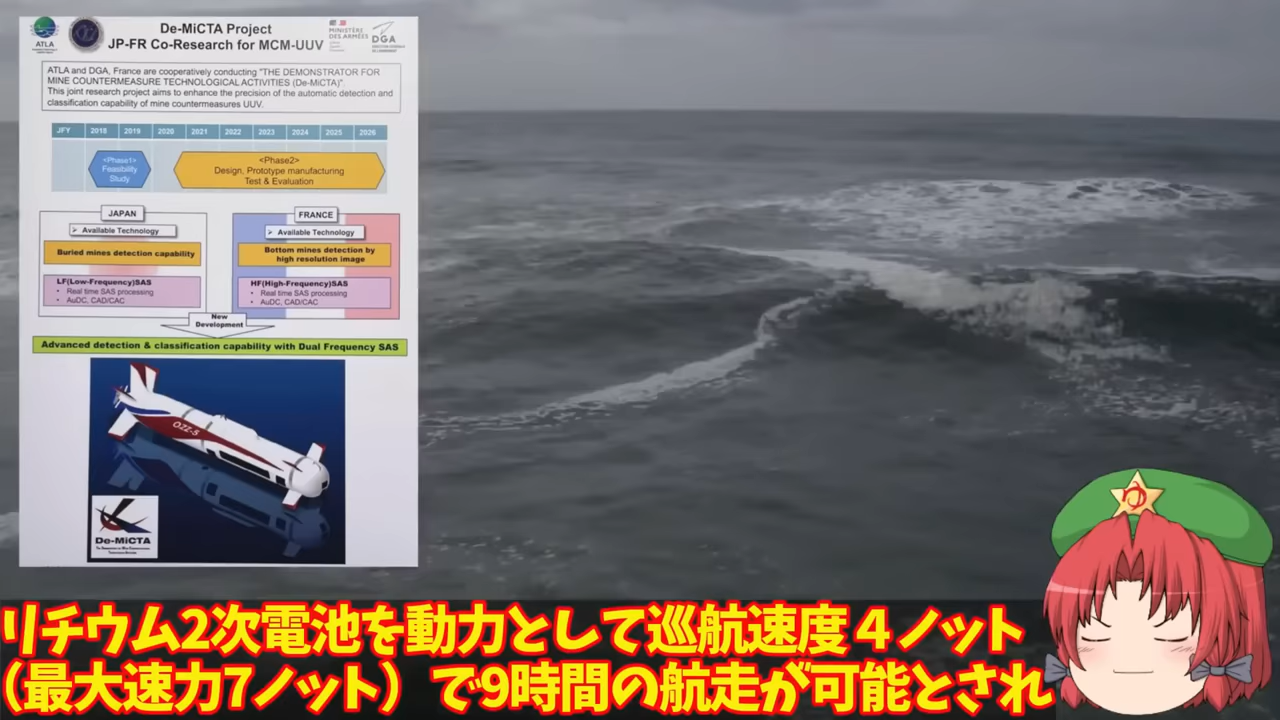 De-MiCTA Project
JP-FR Co-Research for MCM-UUV
ATLA
MINISTÈRE
DES ARMÉES
DGA
ATLA and DGA, France are cooperatively conducting "THE DEMONSTRATOR FOR
MINE COUNTERMEASURE TECHNOLOGICAL ACTIVITIES (De-MiCTA)"
This joint research project aims to enhance the precision of the automatic detection and
classification capability of mine countermeasures UUV.
JFY 2018 2019 2020 2021 2022 2023 2024 2025 2026
<Phase1>
Feasibility
Study
<Phase2>
Design, Prototype manufacturing
Test & Evaluation
JAPAN
➢ Available Technology
Buried mines detection capability
LF(Low-Frequency)SAS
• Real time SAS processing
• AuDC, CAD/CAC
FRANCE
➢ Available Technology
Bottom mines detection by
high resolution image
HF(High-Frequency)SAS
• Real time SAS processing
• AuDC, CAD/CAC
New
Development
Advanced detection & classification capability with Dual Frequency SAS
OZZ-5
De-MiCTA
ゆ
リチウム2次電池を動力として巡航速度４ノット
（最大速力7ノット）で9時間の航走が可能とされ